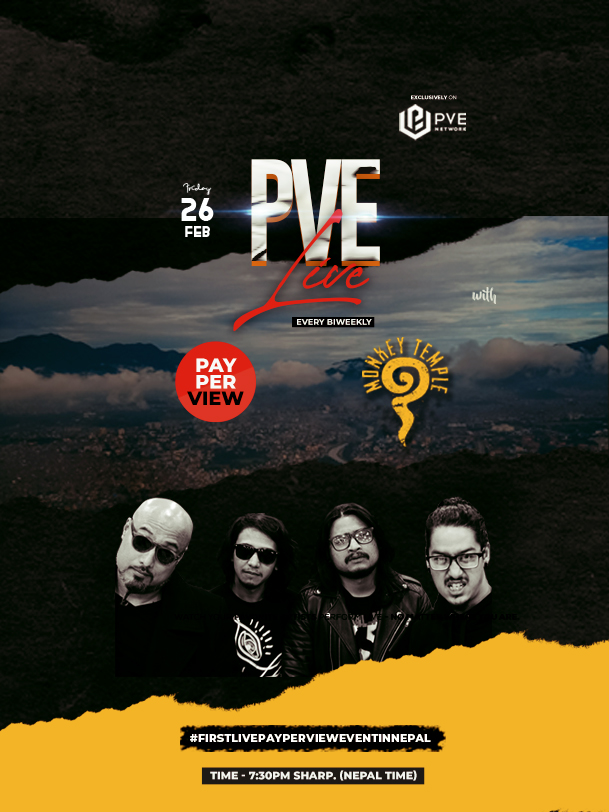 EXCLUSIVELY ON
PVE
NETWORK
Friday
26
FEB
PVE
Live
EVERY BIWEEKLY
with
PAY
PER
VIEW
MONKEY TEMPLE
#FIRSTLIVEPAYPERVIEWEVENTINNEPAL
TIME - 7:30PM SHARP. (NEPAL TIME)